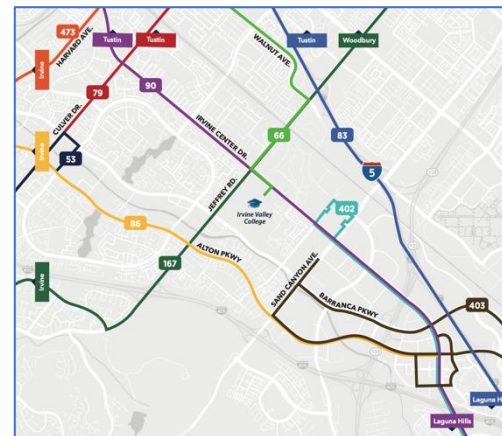 473
HARVARD AVE.
Tustin
Tustin
WALNUT AVE.
Tustin
Woodbury
Irvine
79
90
CULVER DR.
66
83
Irvine
53
IRVINE CENTER DR.
5
JEFFREY RD.
Irvine Valley
College
402
86
ALTON PKWY
167
SAND CANYON AVE.
Irvine
BARRANCA PKWY
403
Laguna H
Laguna Hills